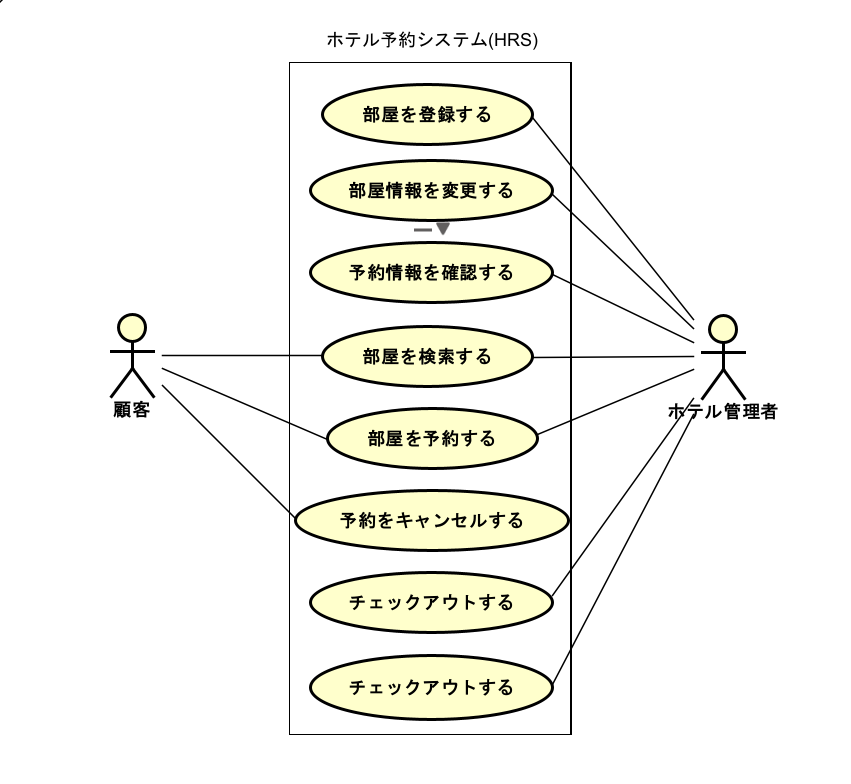 ホテル予約システム(HRS)
部屋を登録する
部屋情報を変更する
予約情報を確認する
部屋を検索する
顧客
ホテル管理者
部屋を予約する
予約をキャンセルする
チェックアウトする
チェックアウトする